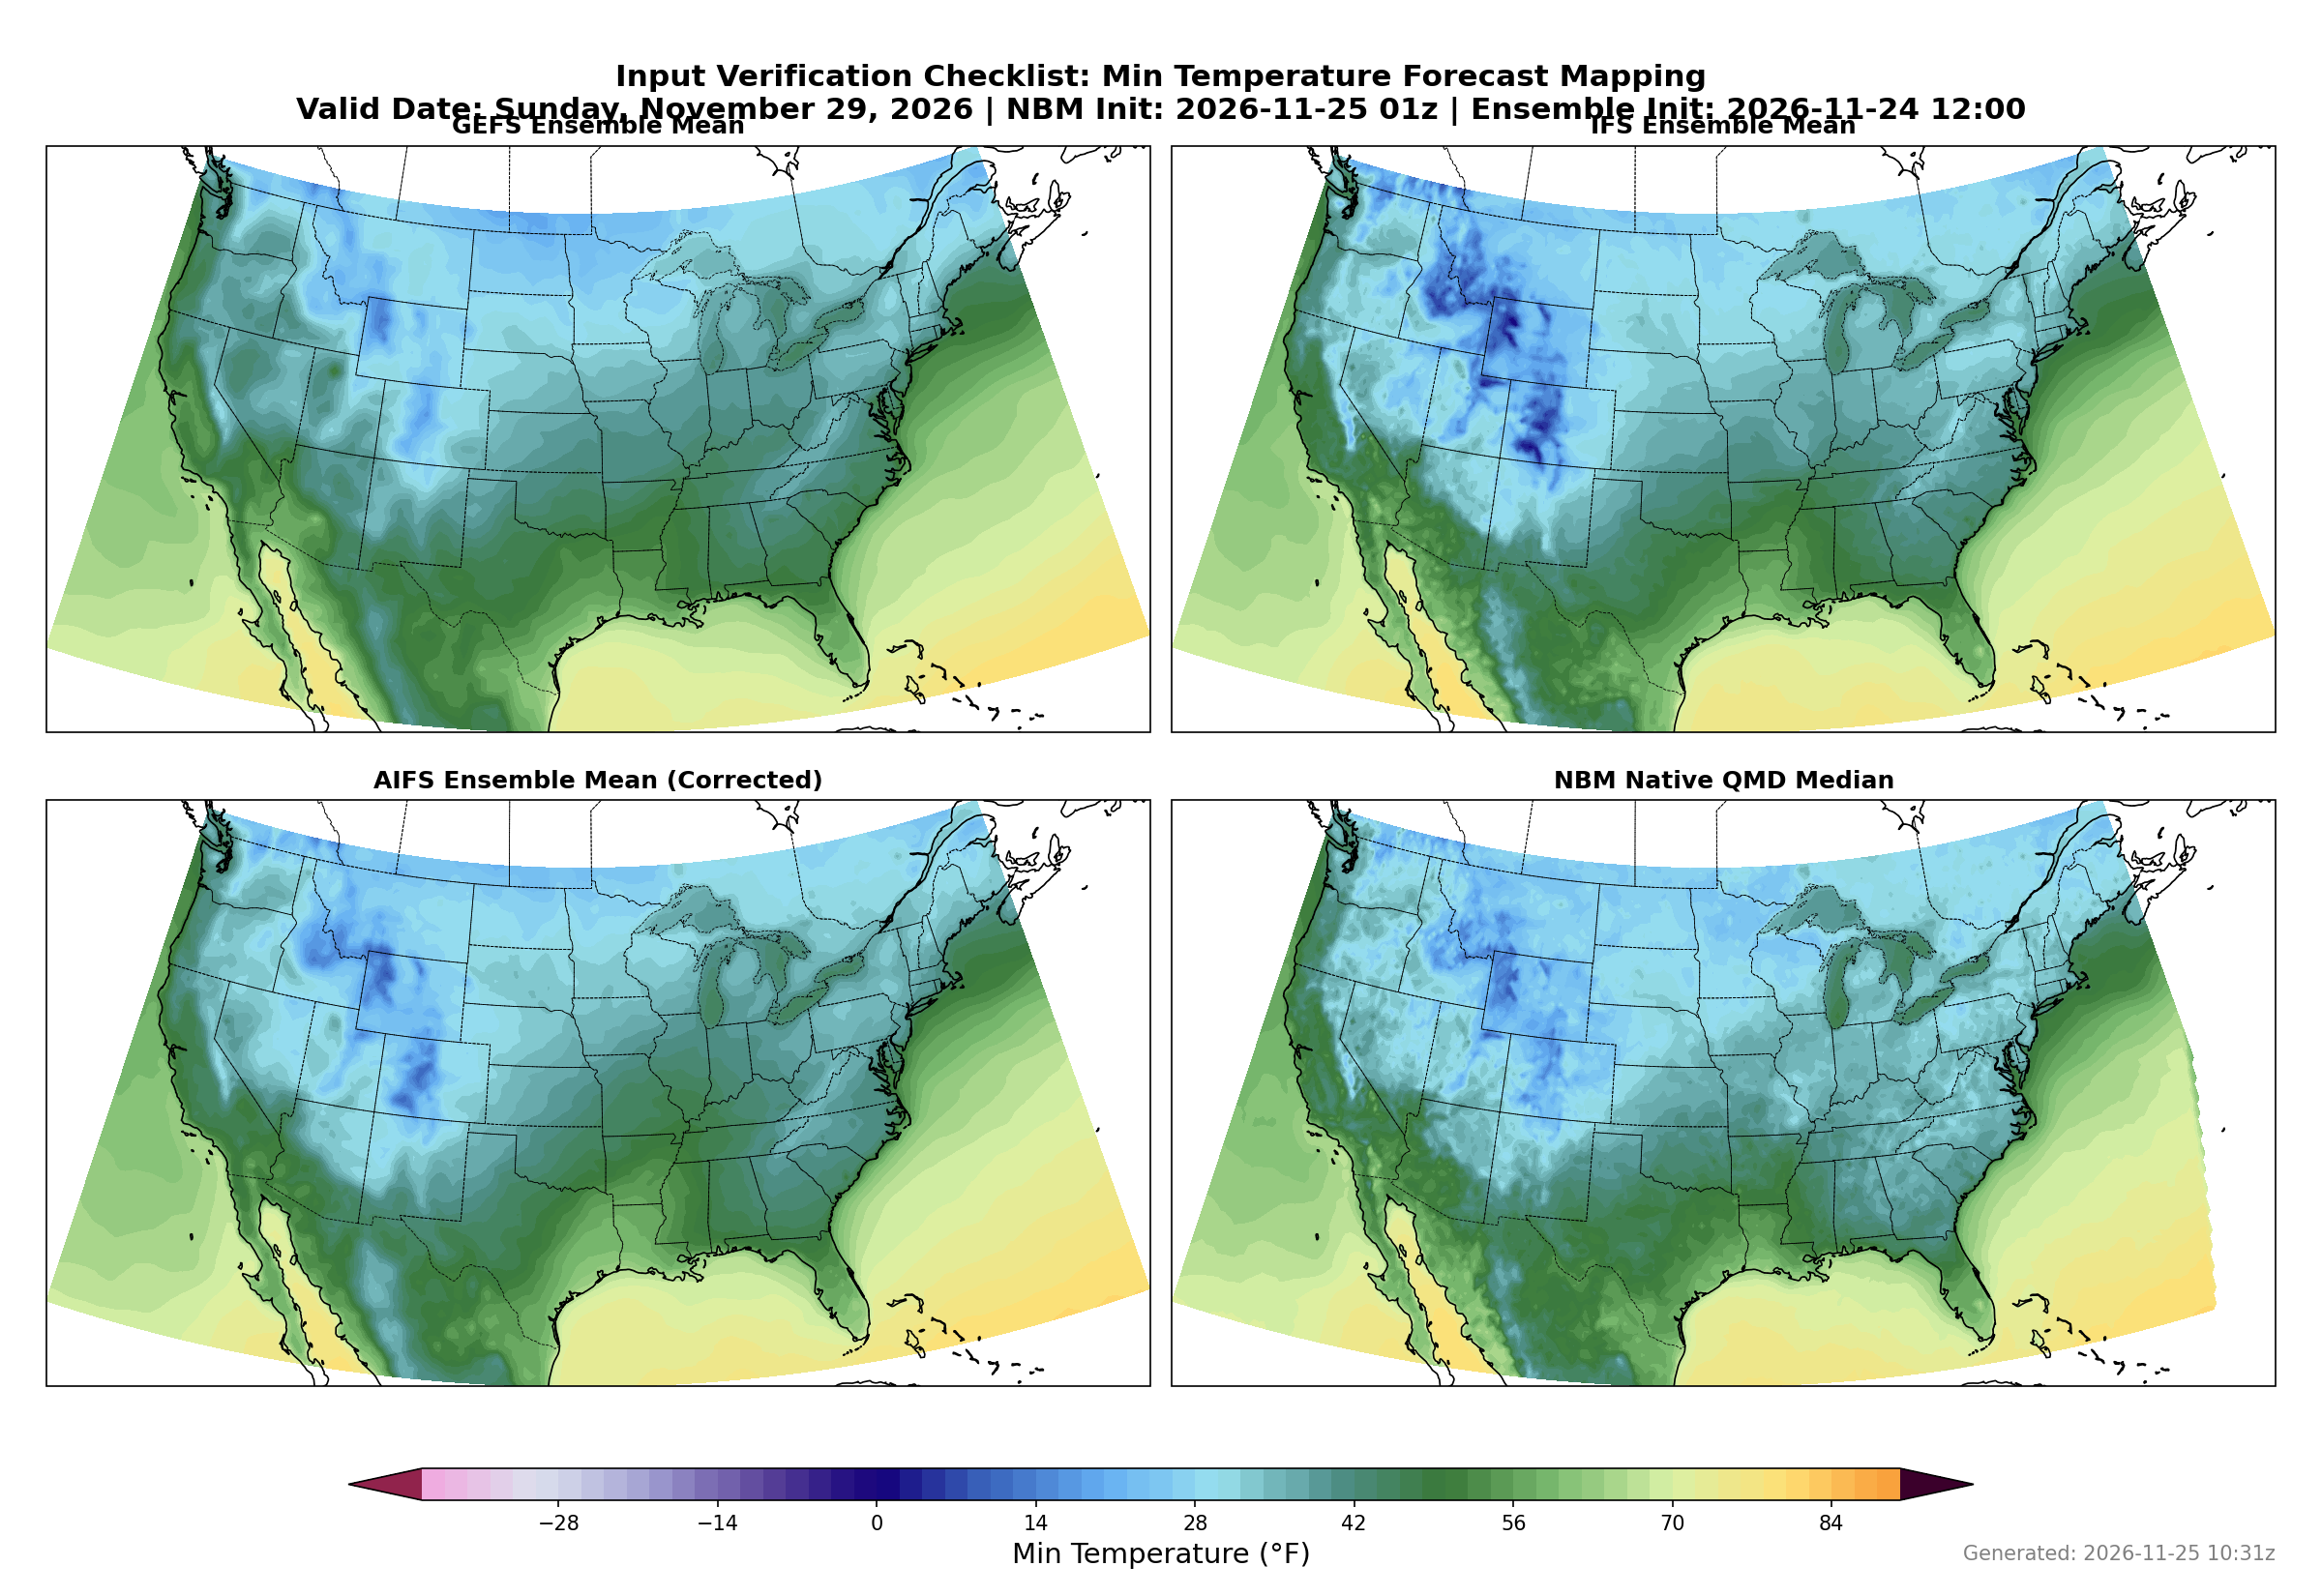 Input Verification Checklist: Min Temperature Forecast Mapping
Valid Date: Sunday, November 29, 2026 | NBM Init: 2026-11-25 01z | Ensemble Init: 2026-11-24 12:00
GEFS Ensemble Mean
IFS Ensemble Mean
AIFS Ensemble Mean (Corrected)
NBM Native QMD Median
−28 −14 0 14 28 42 56 70 84
Min Temperature (°F)
Generated: 2026-11-25 10:31z